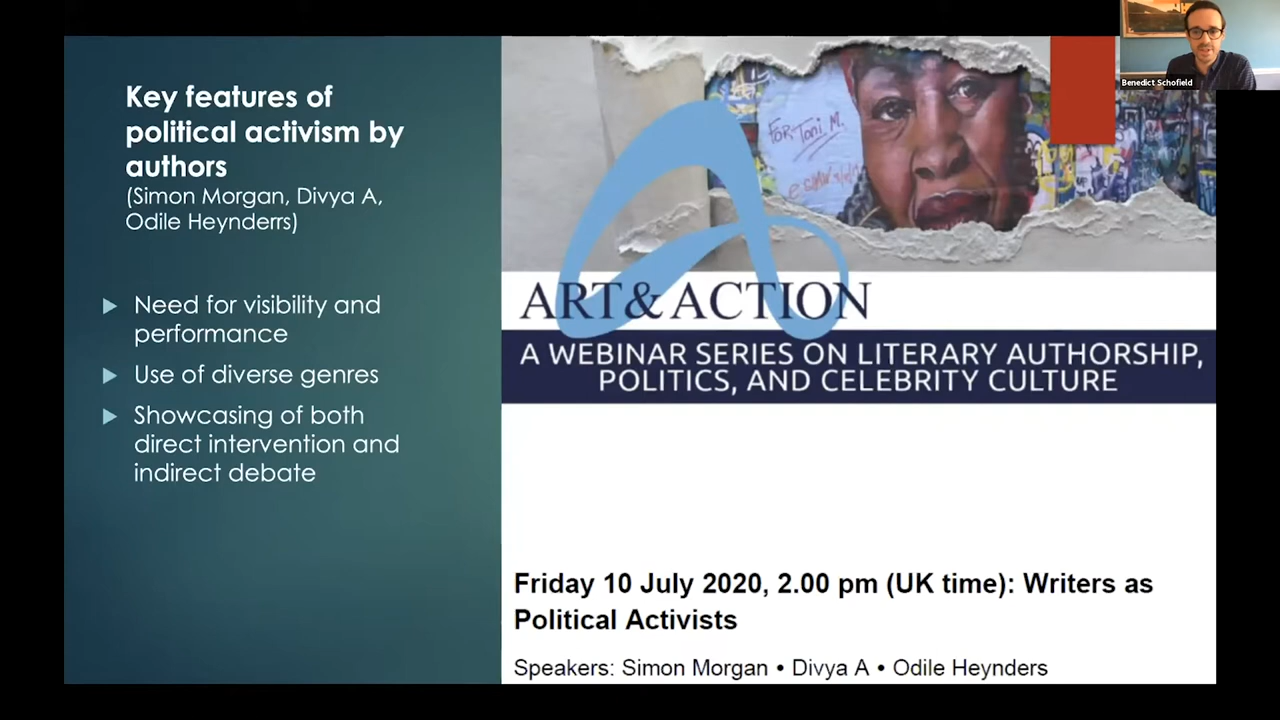 Benedict Schofield
Key features of
political activism by
authors
(Simon Morgan, Divya A,
Odile Heynderrs)
Need for visibility and
performance
Use of diverse genres
Showcasing of both
direct intervention and
indirect debate
FOR Toni M.
ART & ACTION
A WEBINAR SERIES ON LITERARY AUTHORSHIP,
POLITICS, AND CELEBRITY CULTURE
Friday 10 July 2020, 2.00 pm (UK time): Writers as
Political Activists
Speakers: Simon Morgan • Divya A • Odile Heynders